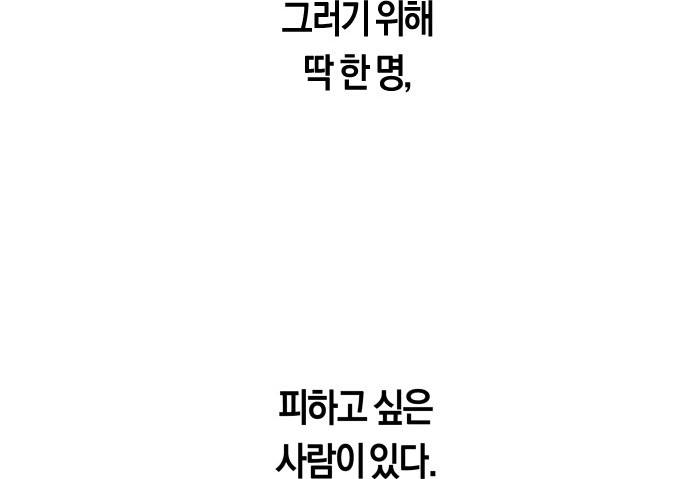 그러기 위해
딱 한 명,
피하고 싶은
사람이 있다.